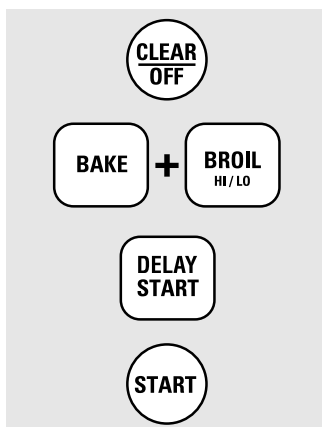 CLEAR
OFF
BAKE + BROIL
HI / LO
DELAY
START
START